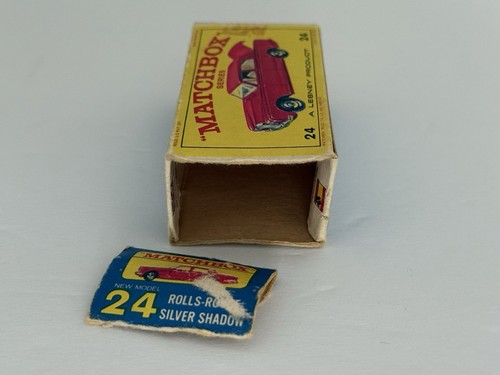 "MATCHBOX"
SERIES
A LESNEY PRODUCT
24
24
MATCHBOX
NEW MODEL
24
ROLLS-RO
SILVER SHADOW